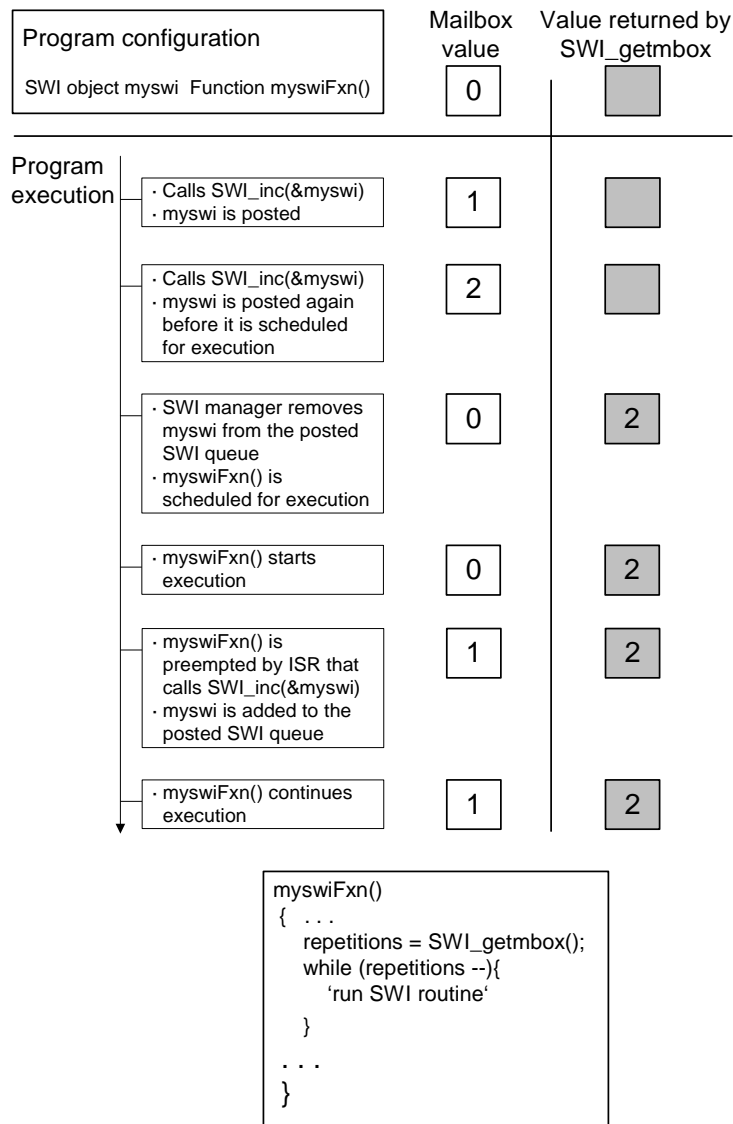 Program configuration
SWI object myswi Function myswiFxn()
Mailbox
value
Value returned by
SWI_getmbox
0
Program
execution
· Calls SWI_inc(&myswi)
· myswi is posted
1
· Calls SWI_inc(&myswi)
· myswi is posted again
before it is scheduled
for execution
2
· SWI manager removes
myswi from the posted
SWI queue
· myswiFxn() is
scheduled for execution
0
2
· myswiFxn() starts
execution
0
2
· myswiFxn() is
preempted by ISR that
calls SWI_inc(&myswi)
· myswi is added to the
posted SWI queue
1
2
· myswiFxn() continues
execution
1
2
myswiFxn()
{ . . .
repetitions = SWI_getmbox();
while (repetitions --){
‘run SWI routine‘
}
. . .
}